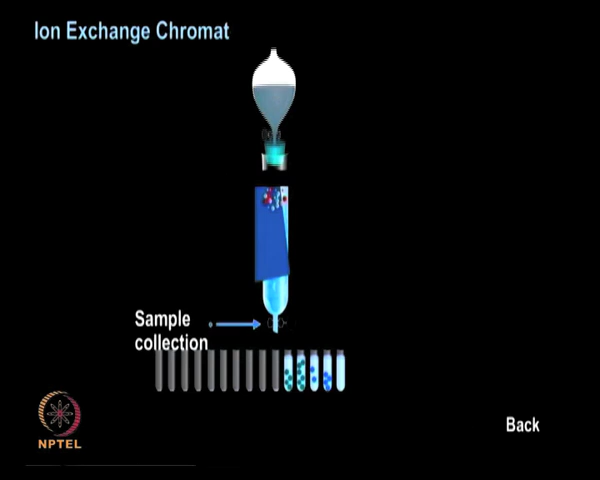 Ion Exchange Chromat
Sample
collection
NPTEL
Back